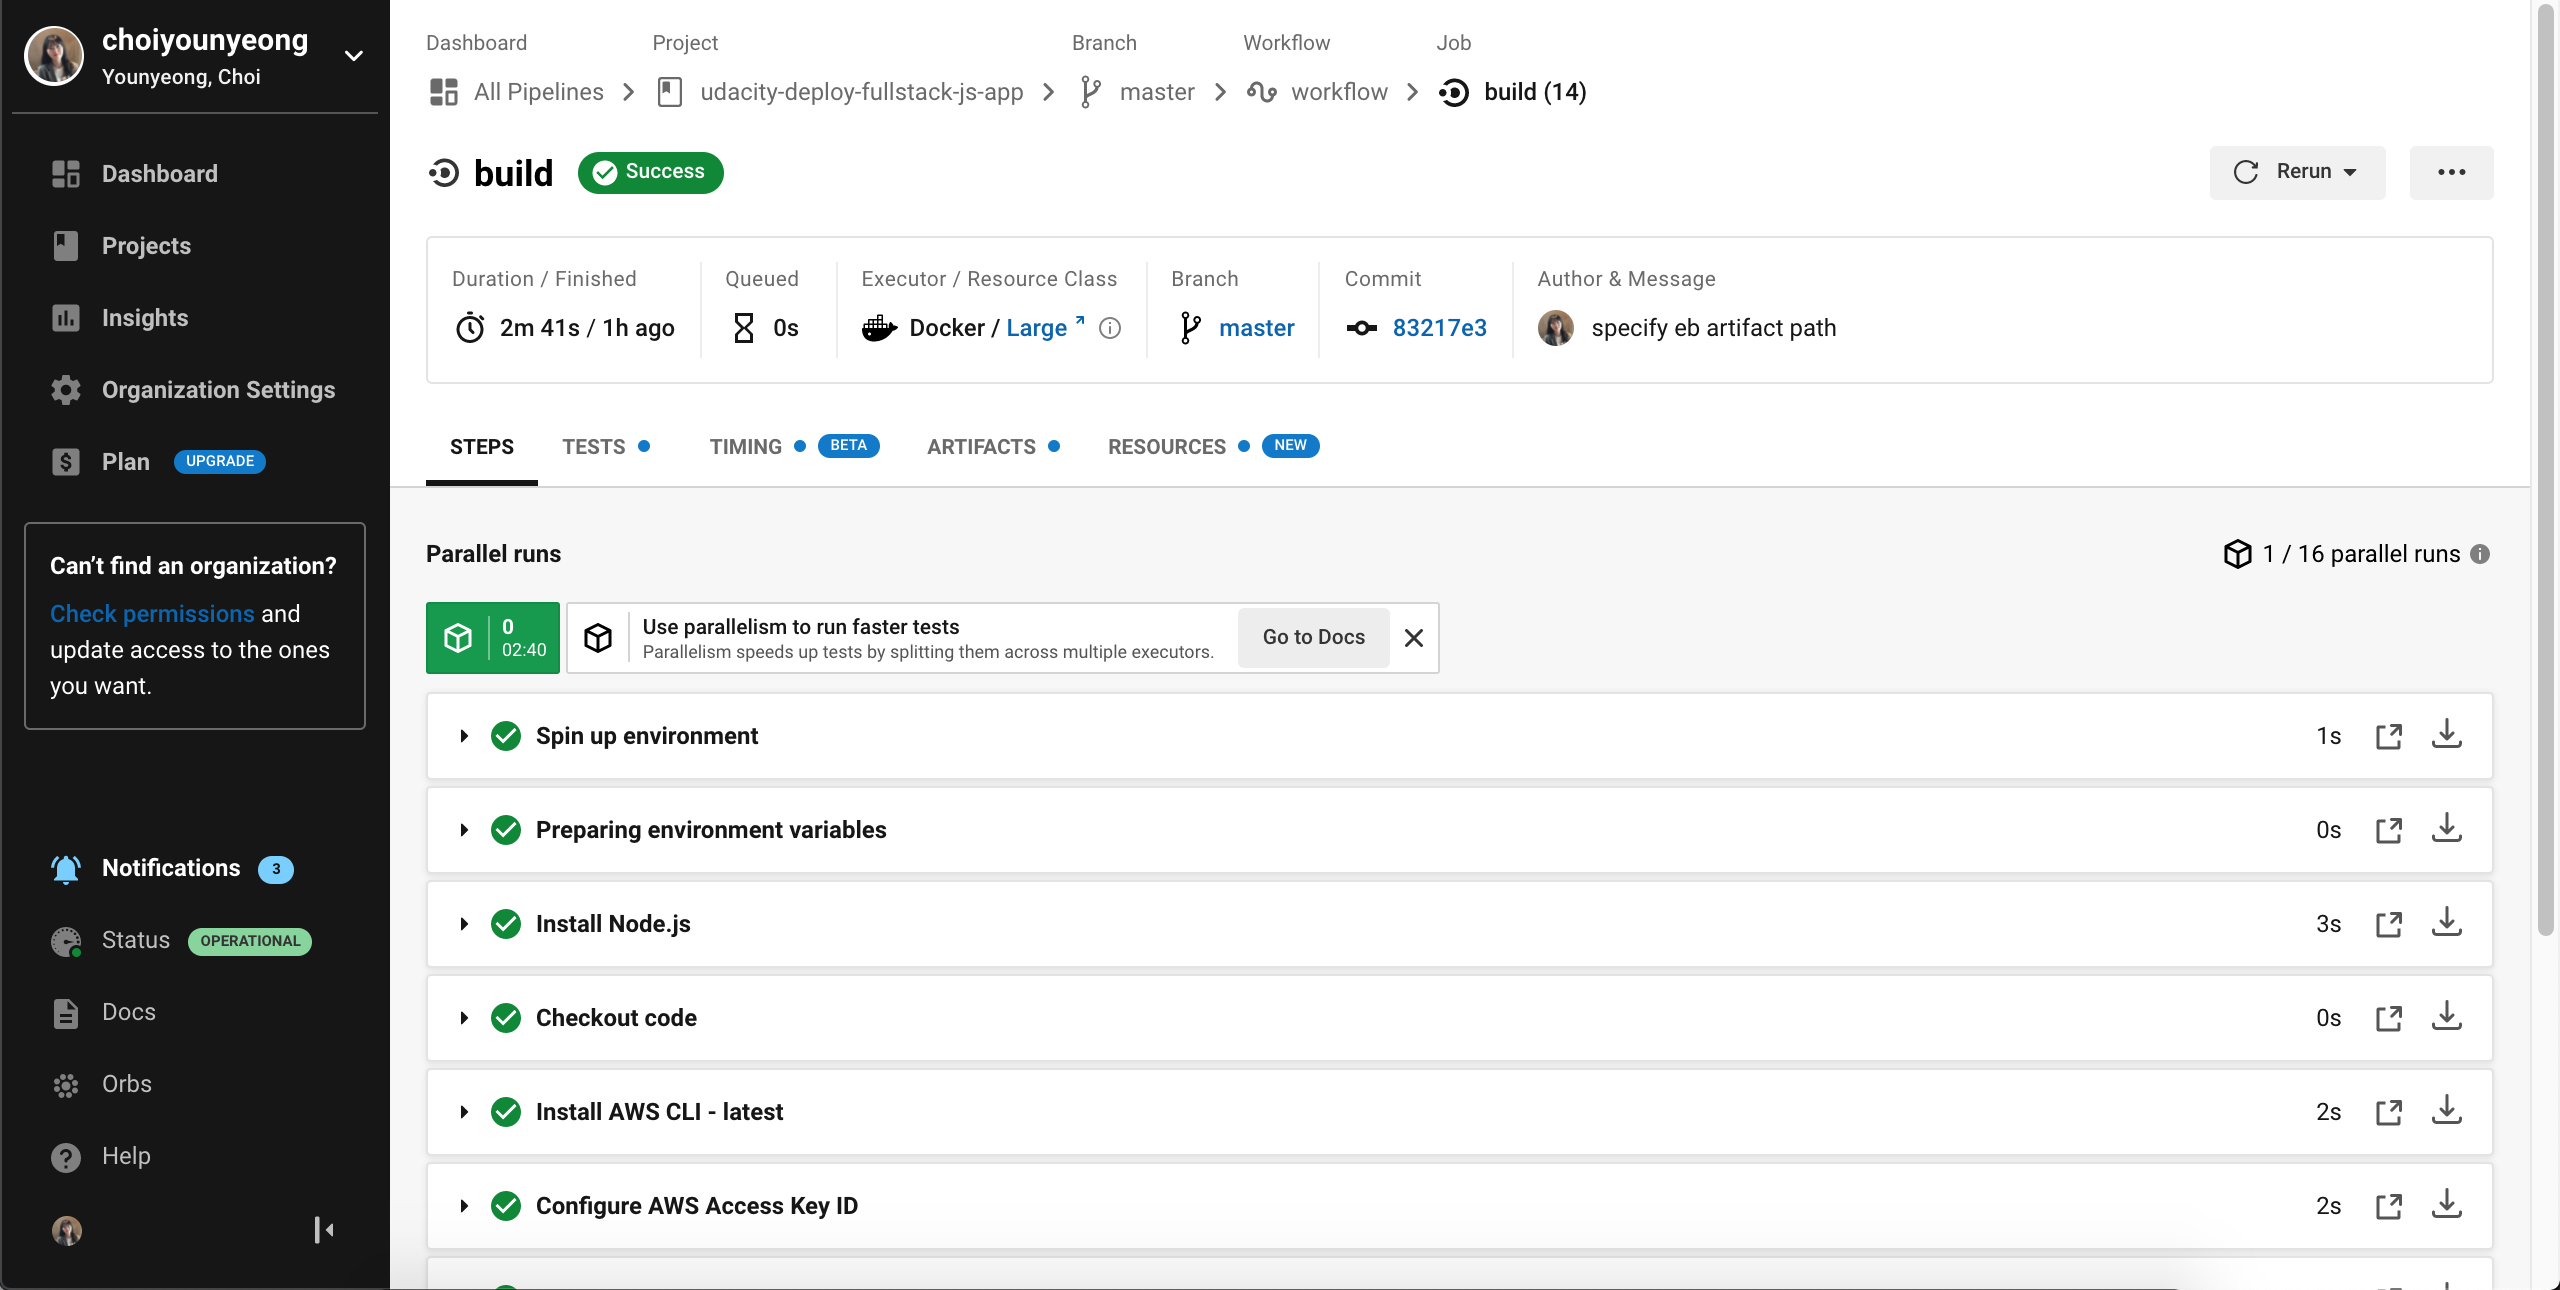 choiyounyeong
Younyeong, Choi
Dashboard
Projects
Insights
Organization Settings
Plan UPGRADE
Can’t find an organization?
Check permissions and
update access to the ones
you want.
Notifications 3
Status OPERATIONAL
Docs
Orbs
Help
Dashboard Project Branch Workflow Job
All Pipelines udacity-deploy-fullstack-js-app master workflow build (14)
build Success Rerun
Duration / Finished Queued Executor / Resource Class Branch Commit Author & Message
2m 41s / 1h ago 0s Docker / Large master 83217e3 specify eb artifact path
STEPS TESTS TIMING BETA ARTIFACTS RESOURCES NEW
Parallel runs 1 / 16 parallel runs
0
02:40
Use parallelism to run faster tests
Parallelism speeds up tests by splitting them across multiple executors.
Go to Docs
Spin up environment 1s
Preparing environment variables 0s
Install Node.js 3s
Checkout code 0s
Install AWS CLI - latest 2s
Configure AWS Access Key ID 2s